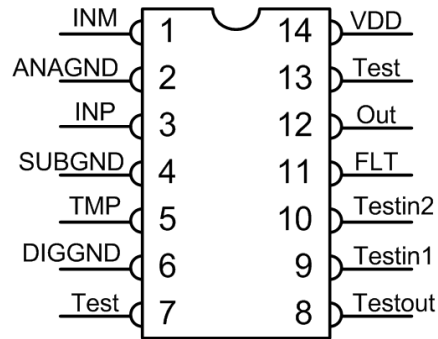 INM 1 14 VDD
ANAGND 2 13 Test
INP 3 12 Out
SUBGND 4 11 FLT
TMP 5 10 Testin2
DIGGND 6 9 Testin1
Test 7 8 Testout